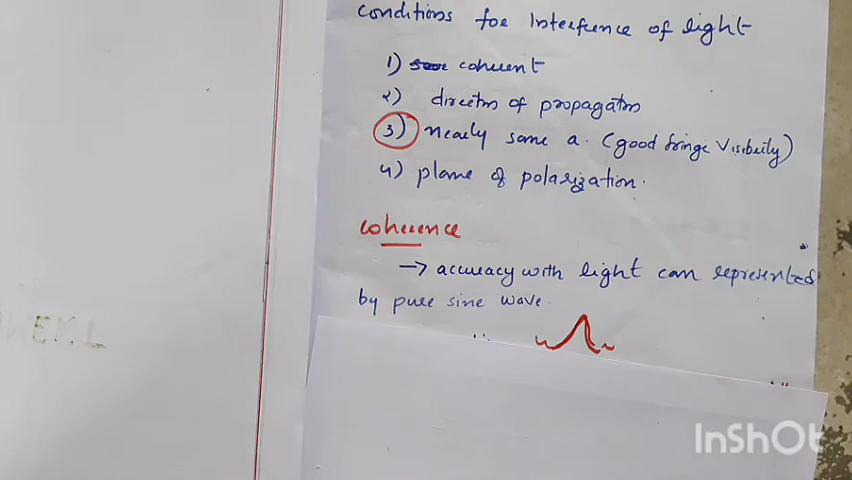 conditions for Interfrence of light
1) coherent
2) direction of propagation
3) nearly same a. (good fringe visibility)
4) plane of polarization.
coherence
→ accuracy with light can represented
by pure sine wave.
InShOt